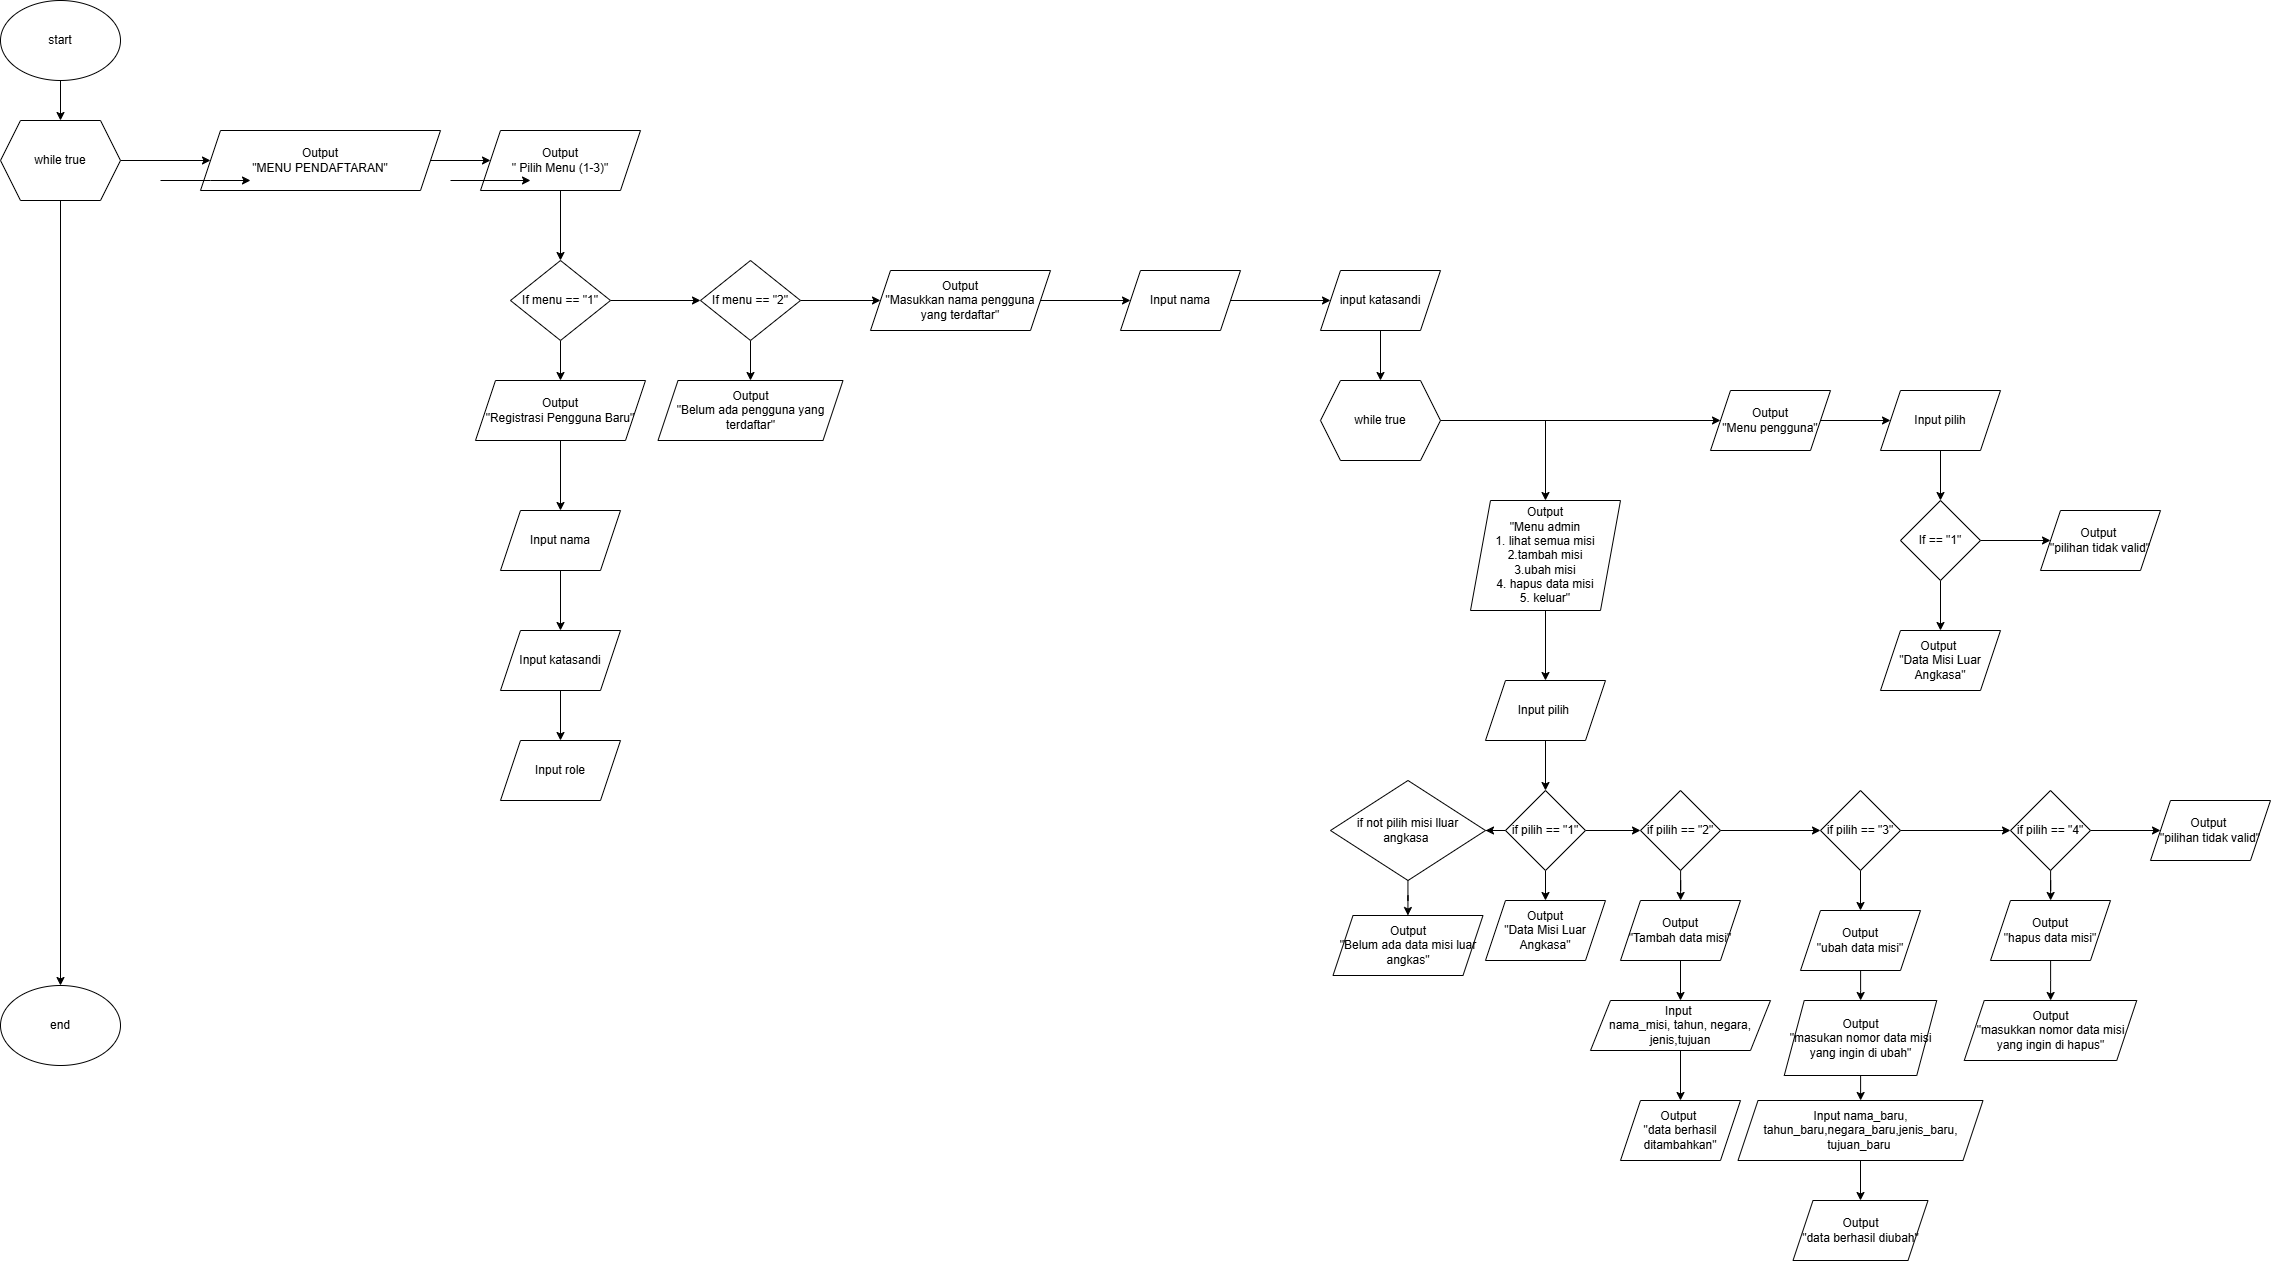 start
while true
Output
"MENU PENDAFTARAN"
Output
" Pilih Menu (1-3)"
If menu == "1"
If menu == "2"
Output
"Masukkan nama pengguna
yang terdaftar"
Input nama
input katasandi
Output
"Registrasi Pengguna Baru"
Output
"Belum ada pengguna yang
terdaftar"
while true
Output
"Menu pengguna"
Input pilih
Input nama
Output
"Menu admin
1. lihat semua misi
2.tambah misi
3.ubah misi
4. hapus data misi
5. keluar"
If == "1"
Output
"pilihan tidak valid"
Input katasandi
Output
"Data Misi Luar
Angkasa"
Input pilih
Input role
if not pilih misi lluar
angkasa
if pilih == "1"
if pilih == "2"
if pilih == "3"
if pilih == "4"
Output
"pilihan tidak valid"
Output
"Belum ada data misi luar
angkas"
Output
"Data Misi Luar
Angkasa"
Output
"Tambah data misi"
Output
"ubah data misi"
Output
"hapus data misi"
end
Input
nama_misi, tahun, negara,
jenis,tujuan
Output
"masukan nomor data misi
yang ingin di ubah"
Output
"masukkan nomor data misi
yang ingin di hapus"
Output
"data berhasil
ditambahkan"
Input nama_baru,
tahun_baru,negara_baru,jenis_baru,
tujuan_baru
Output
"data berhasil diubah"